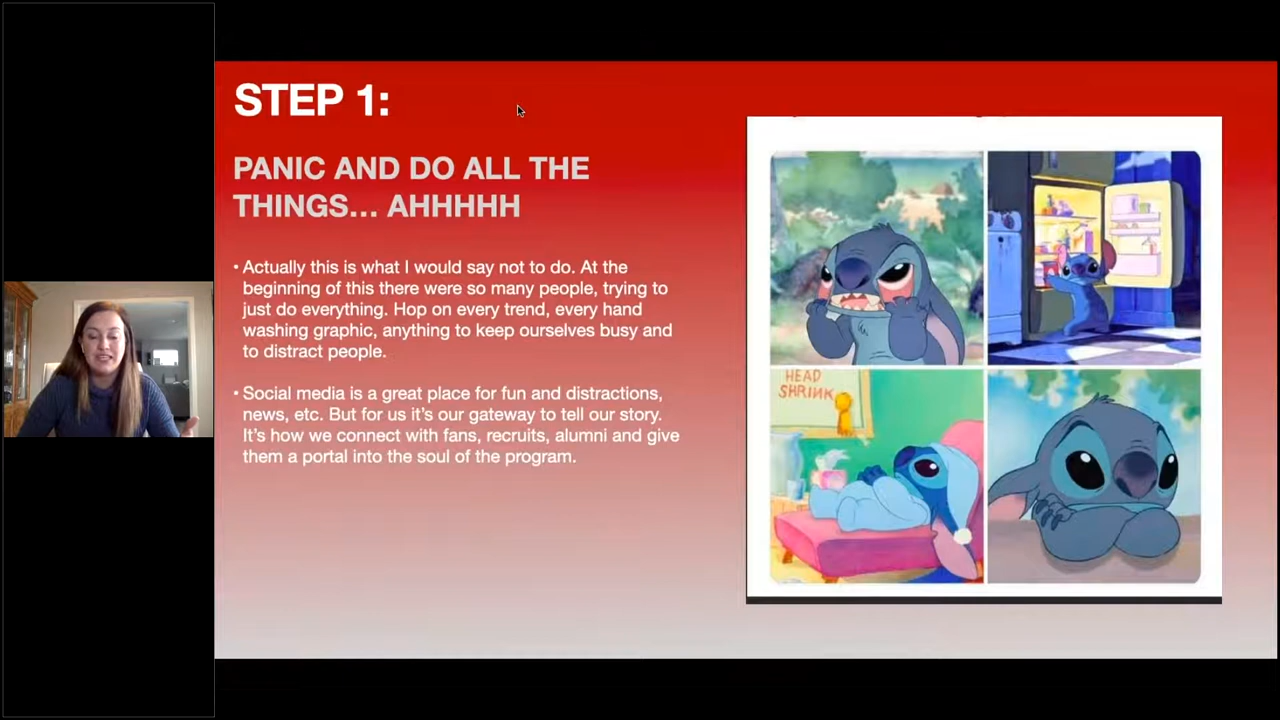 STEP 1:
PANIC AND DO ALL THE
THINGS... AHHHHH
• Actually this is what I would say not to do. At the
beginning of this there were so many people, trying to
just do everything. Hop on every trend, every hand
washing graphic, anything to keep ourselves busy and
to distract people.
• Social media is a great place for fun and distractions,
news, etc. But for us it's our gateway to tell our story.
It's how we connect with fans, recruits, alumni and give
them a portal into the soul of the program.
HEAD
SHRINK